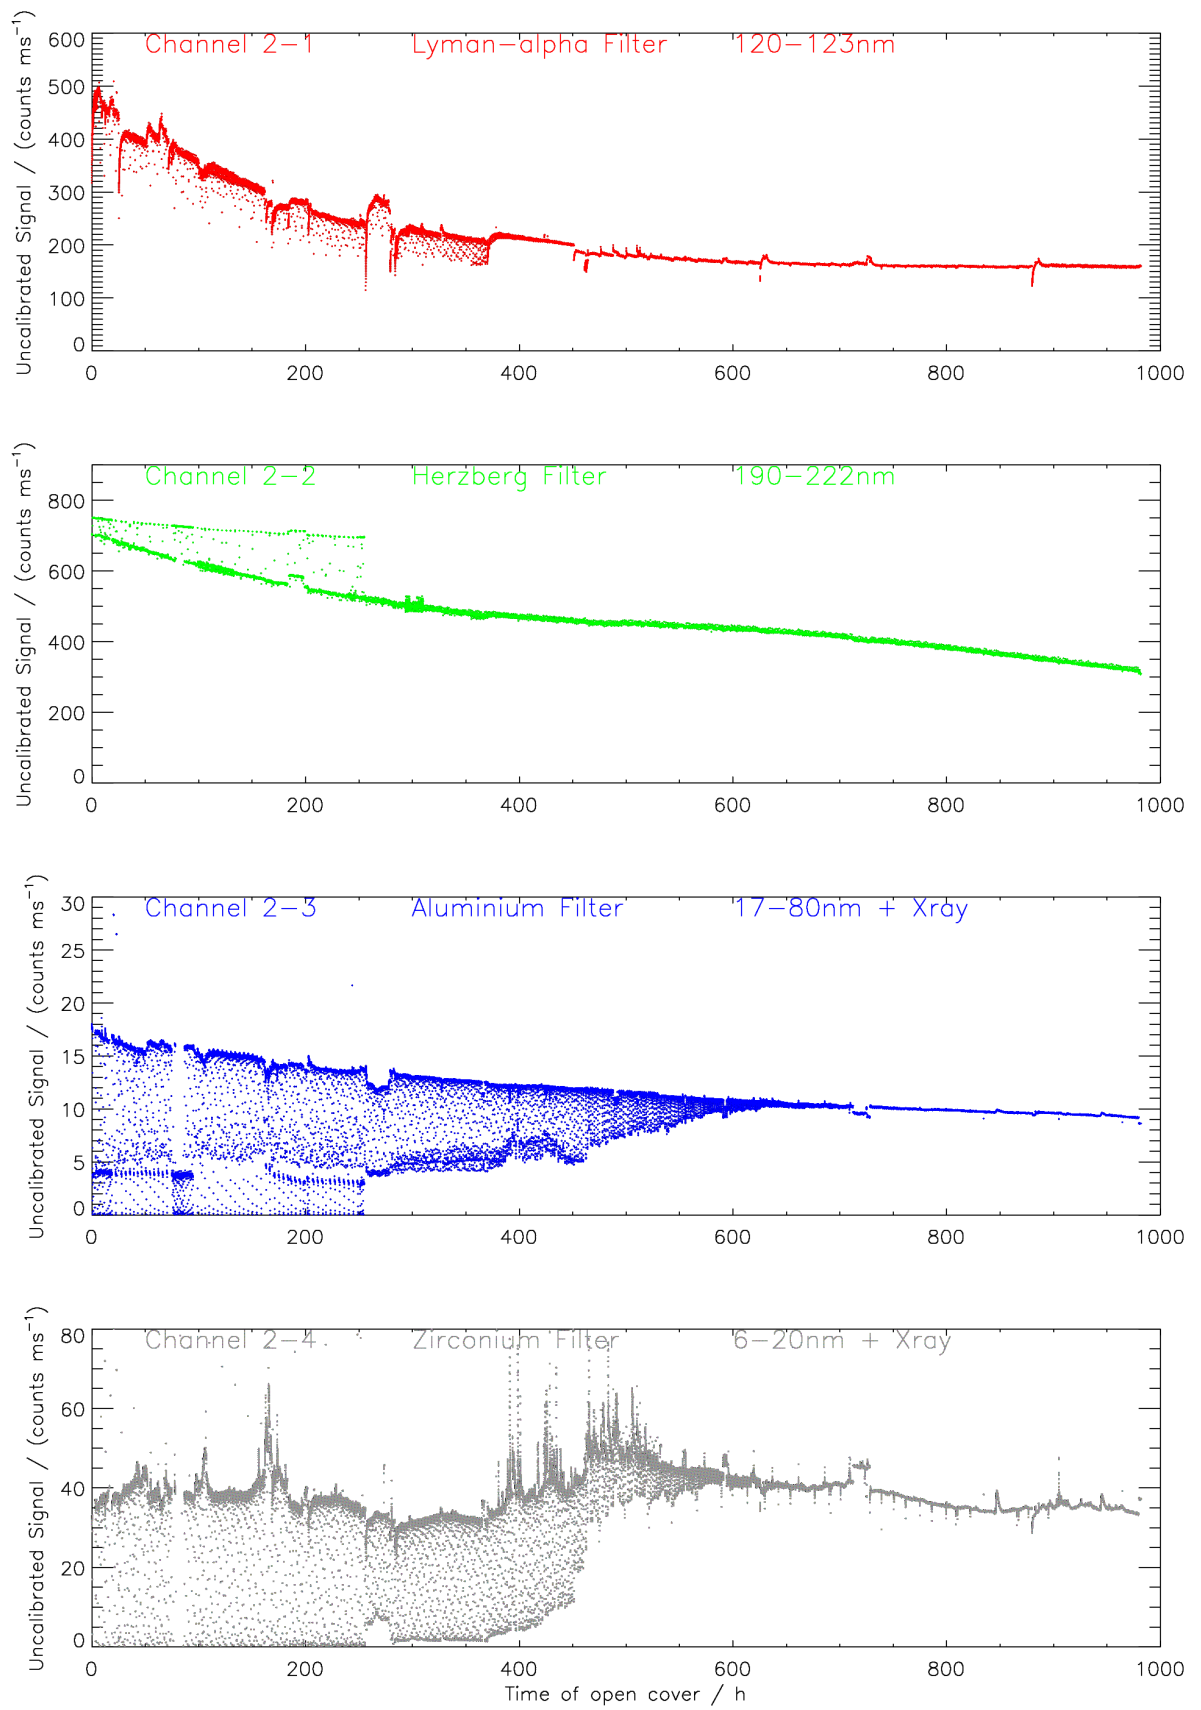 Channel 2-1 Lyman-alpha Filter 120-123nm
Uncalibrated Signal / (counts ms⁻¹)
600
500
400
300
200
100
0
0 200 400 600 800 1000
Channel 2-2 Herzberg Filter 190-222nm
Uncalibrated Signal / (counts ms⁻¹)
800
600
400
200
0
0 200 400 600 800 1000
Channel 2-3 Aluminium Filter 17-80nm + Xray
Uncalibrated Signal / (counts ms⁻¹)
30
25
20
15
10
5
0
0 200 400 600 800 1000
Channel 2-4 Zirconium Filter 6-20nm + Xray
Uncalibrated Signal / (counts ms⁻¹)
80
60
40
20
0
0 200 400 600 800 1000
Time of open cover / h